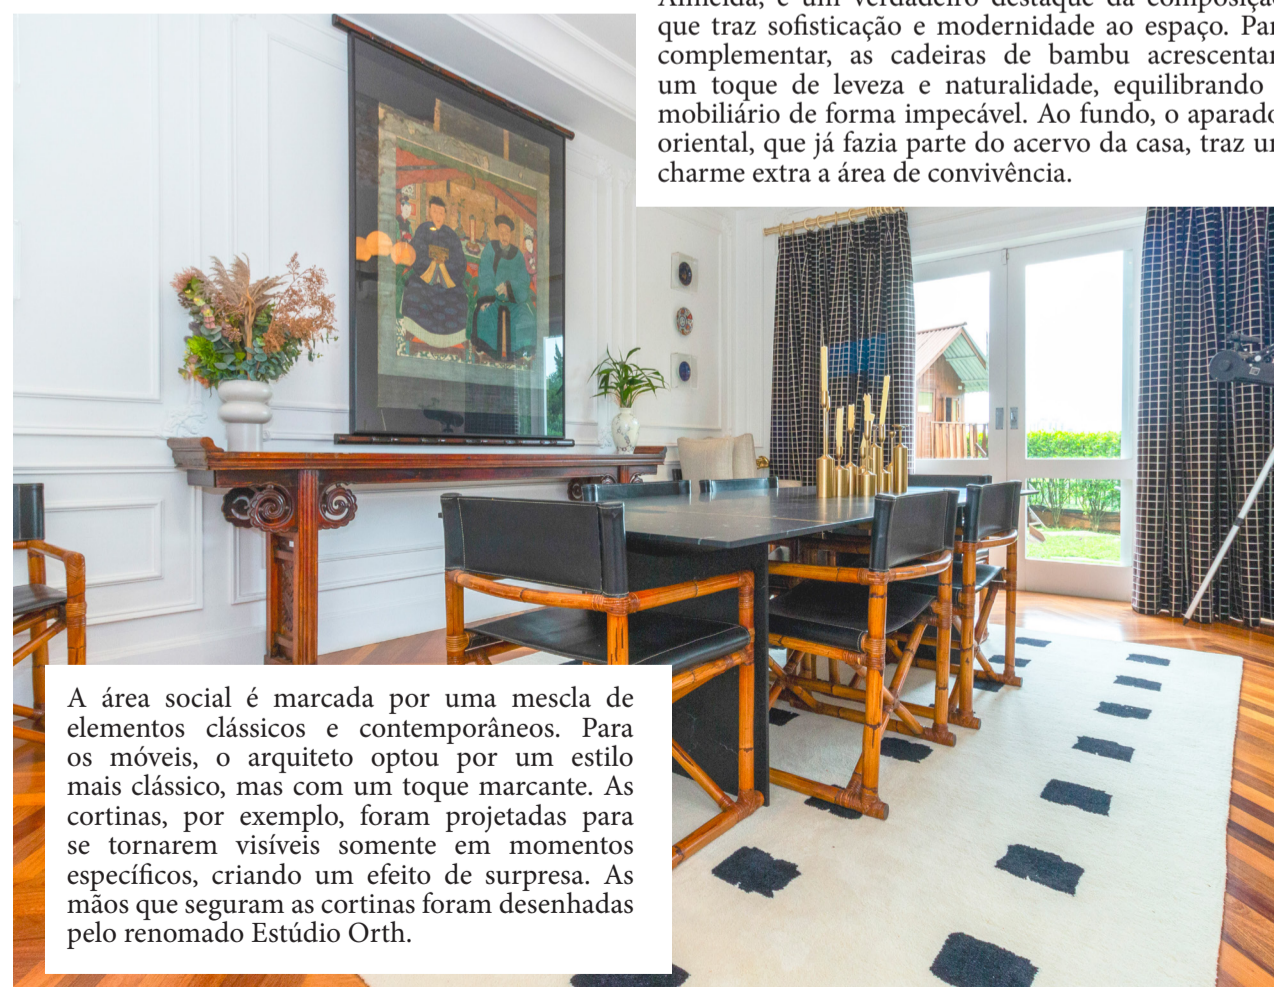 que traz sofisticação e modernidade ao espaço.
complementar, as cadeiras de bambu
um toque de leveza e naturalidade, equilibrando
mobiliário de forma impecável. Ao fundo, o
oriental, que já fazia parte do acervo da casa, traz
charme extra a área de convivência.
A área social é marcada por uma mescla de
elementos clássicos e contemporâneos. Para
os móveis, o arquiteto optou por um estilo
mais clássico, mas com um toque marcante. As
cortinas, por exemplo, foram projetadas para
se tornarem visíveis somente em momentos
específicos, criando um efeito de surpresa. As
mãos que seguram as cortinas foram desenhadas
pelo renomado Estúdio Orth.